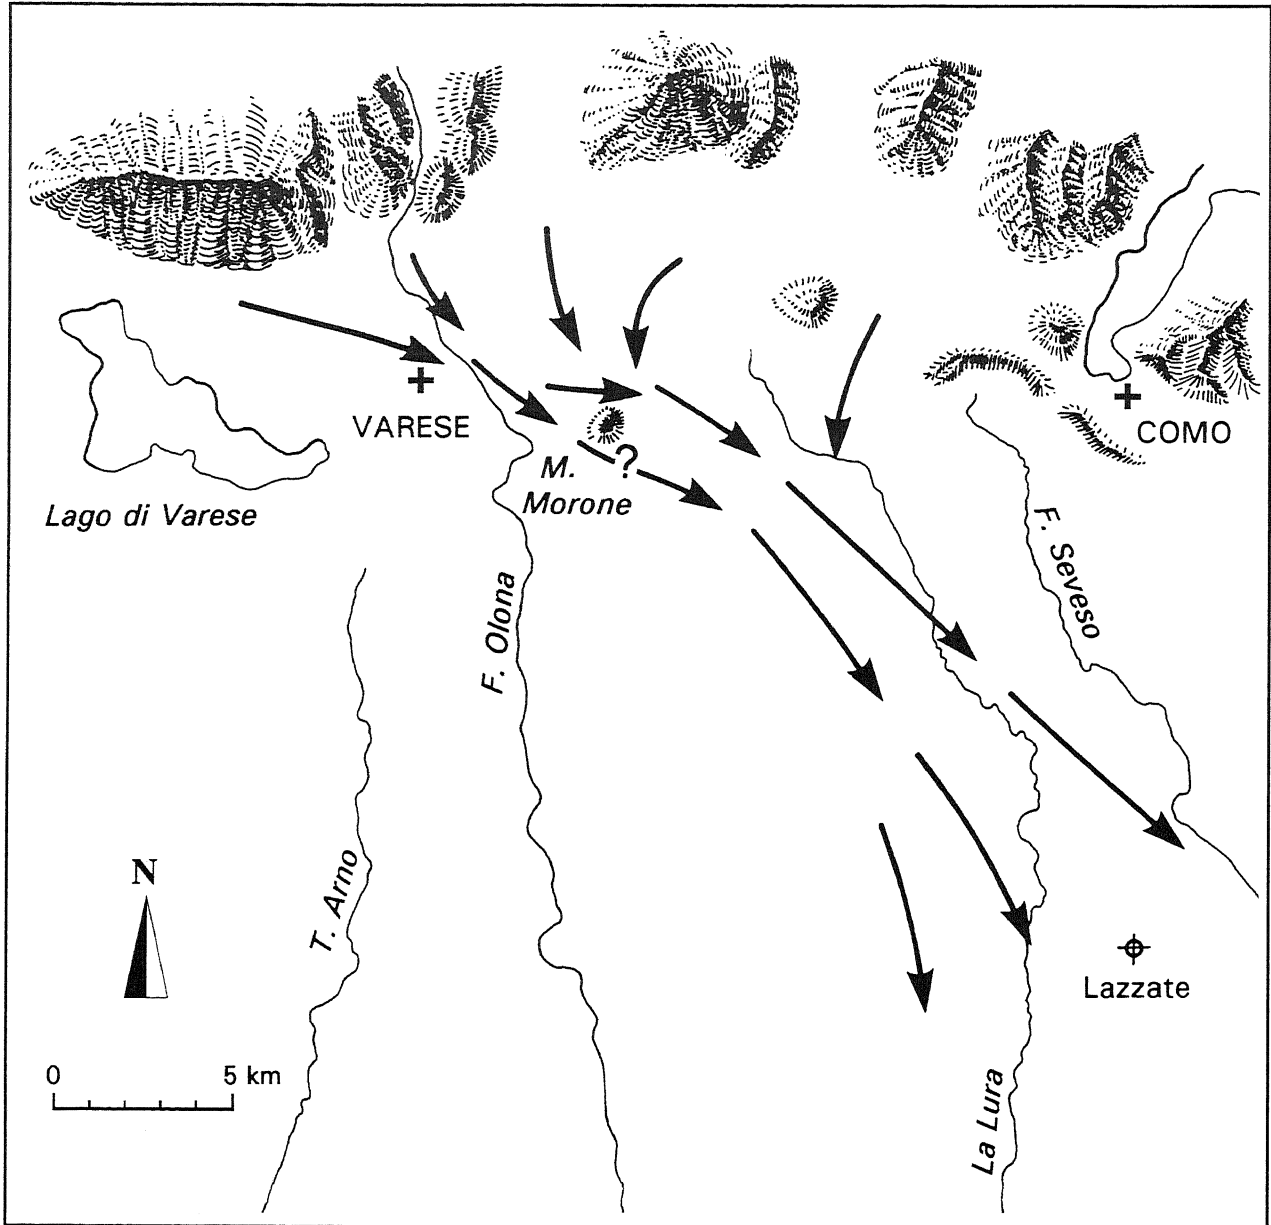 VARESE
COMO
?
M.
Morone
Lago di Varese
F. Seveso
F. Olona
T. Arno
N
Lazzate
0 5 km
La Lura